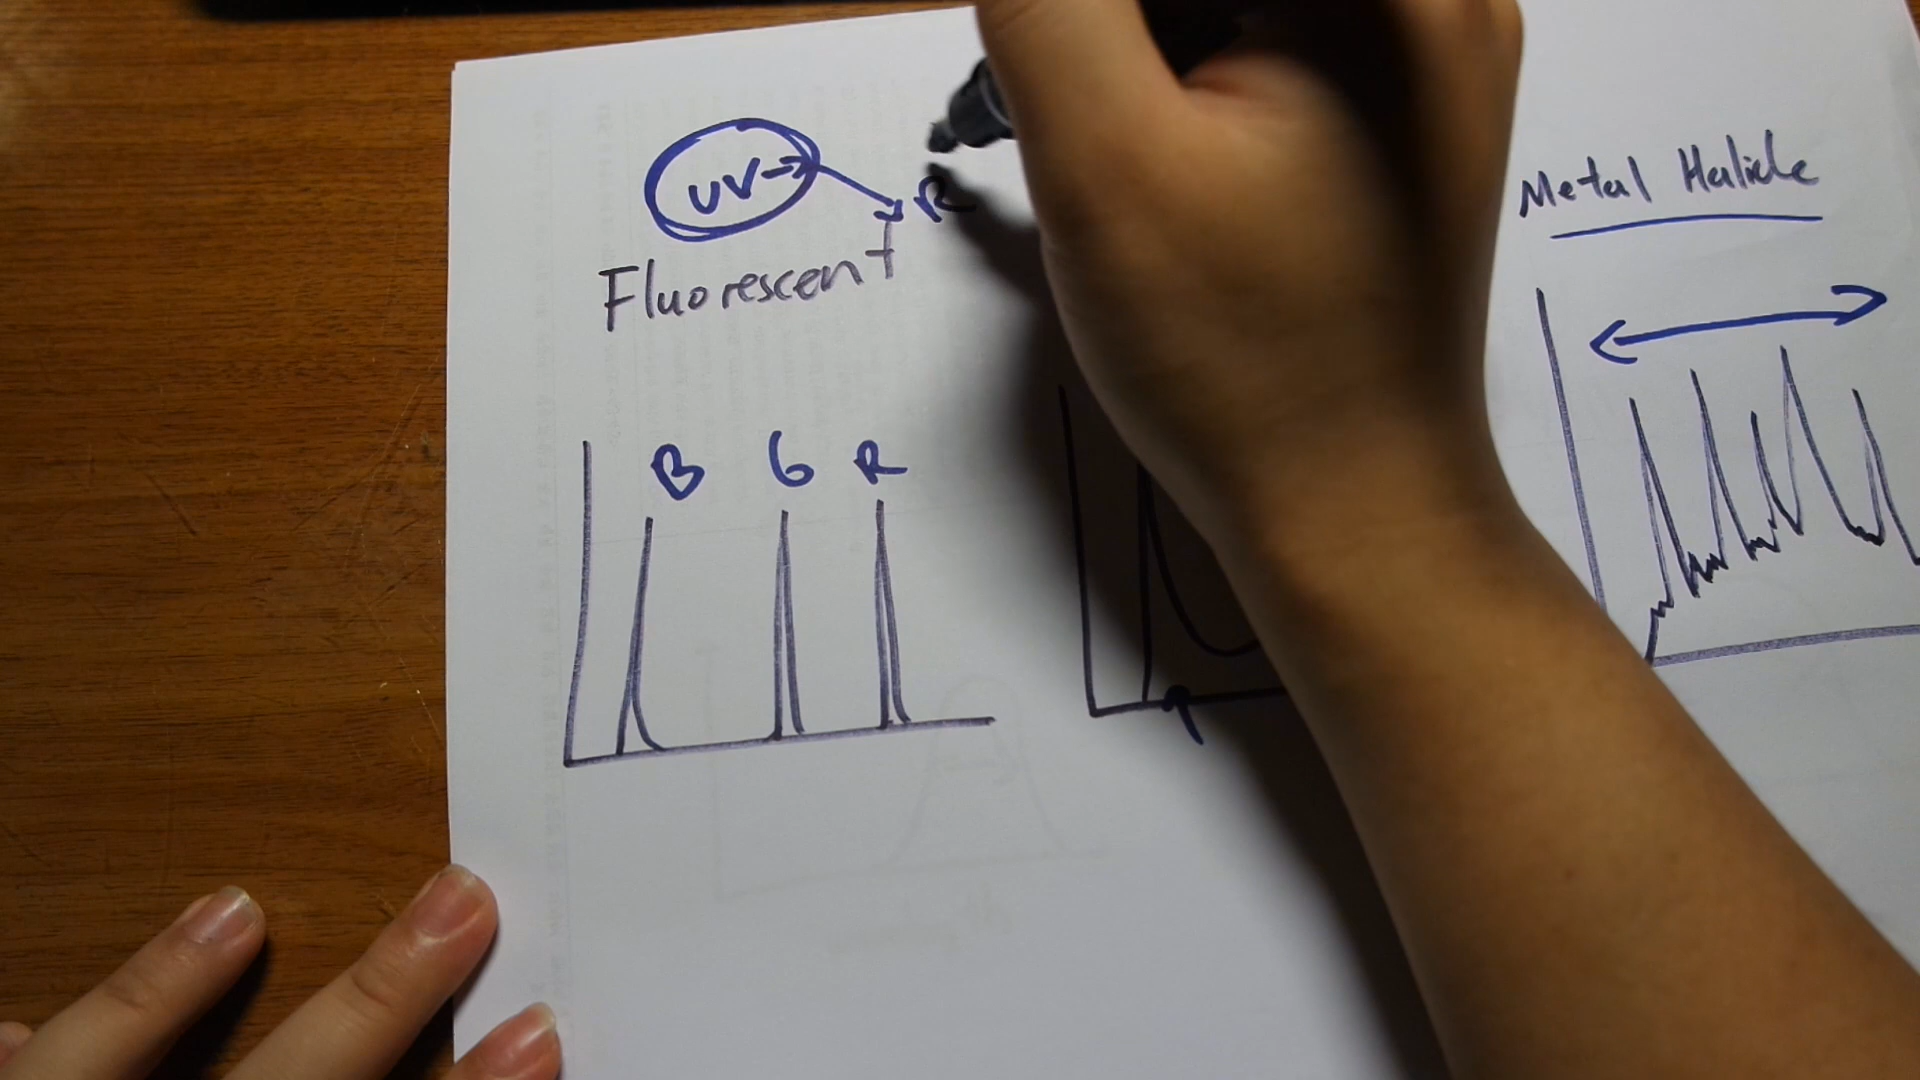 UV
R
Fluorescent
B G R
Metal Halide